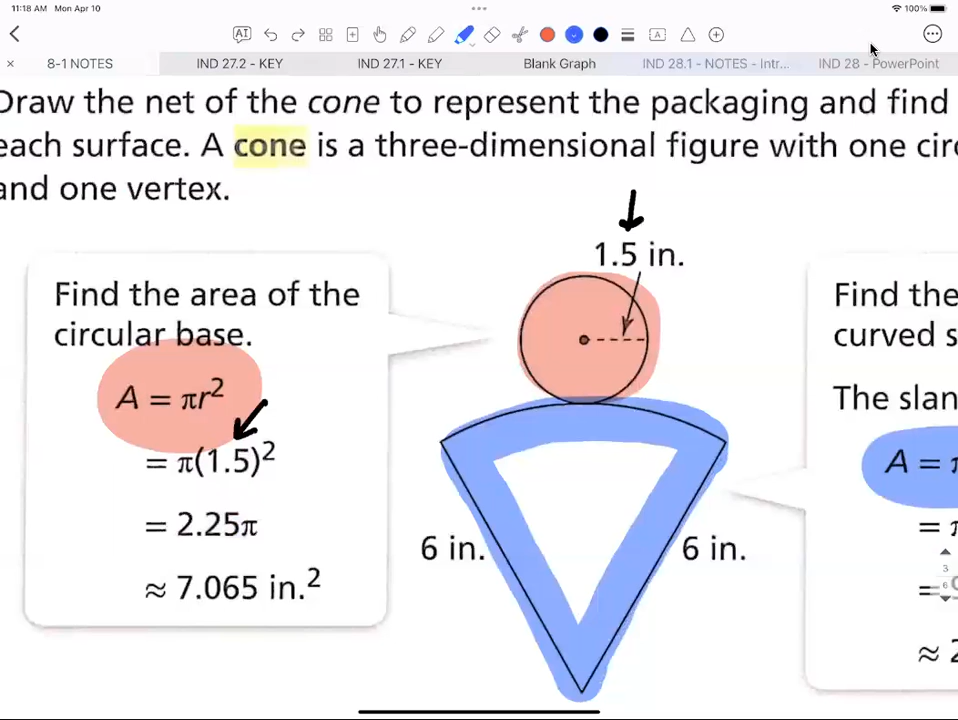 11:18 AM Mon Apr 10
100%
AI
A
8-1 NOTES
IND 27.2 - KEY
IND 27.1 - KEY
Blank Graph
IND 28.1 - NOTES - Intr...
IND 28 - PowerPoint
Draw the net of the cone to represent the packaging and find
each surface. A cone is a three-dimensional figure with one circ
and one vertex.
1.5 in.
Find the area of the
circular base.
A = πr²
= π(1.5)²
= 2.25π
≈ 7.065 in.²
6 in.
6 in.
Find the
curved s
The slan
A = π
= π
3
6
=
≈ 2